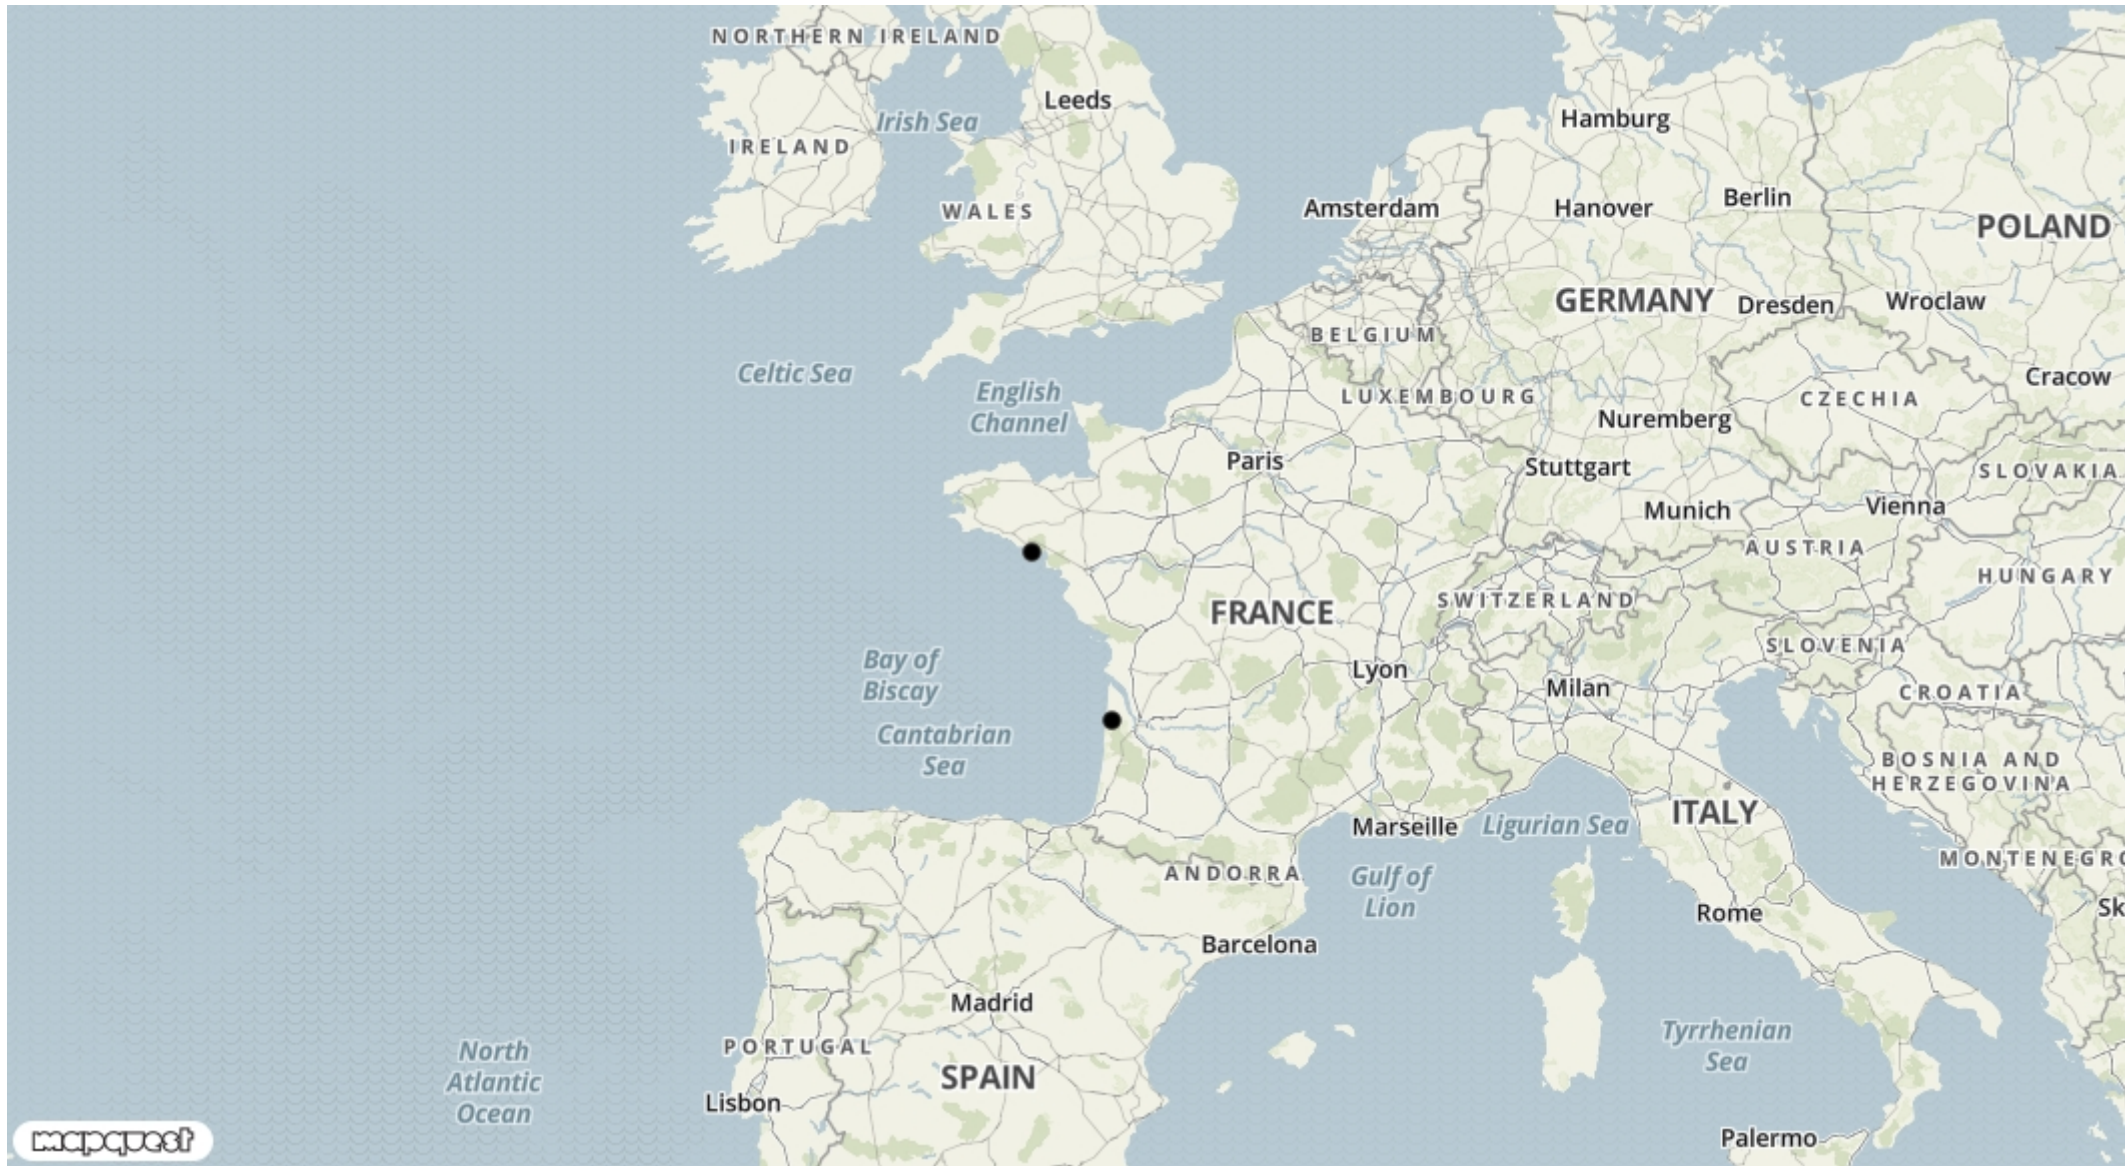 NORTHERN IRELAND
Leeds
Irish Sea
Hamburg
IRELAND
Berlin
WALES
Amsterdam
Hanover
POLAND
GERMANY
Dresden
Wroclaw
BELGIUM
Celtic Sea
Cracow
English
Channel
LUXEMBOURG
CZECHIA
Nuremberg
Paris
Stuttgart
SLOVAKIA
Munich
Vienna
AUSTRIA
HUNGARY
SWITZERLAND
FRANCE
SLOVENIA
Bay of
Biscay
Lyon
Milan
CROATIA
Cantabrian
Sea
BOSNIA AND
HERZEGOVINA
ITALY
Marseille
Ligurian Sea
MONTENEGRO
ANDORRA
Gulf of
Lion
Sk
Rome
Barcelona
Madrid
Tyrrhenian
Sea
PORTUGAL
North
Atlantic
Ocean
SPAIN
Lisbon
Palermo
mapquest